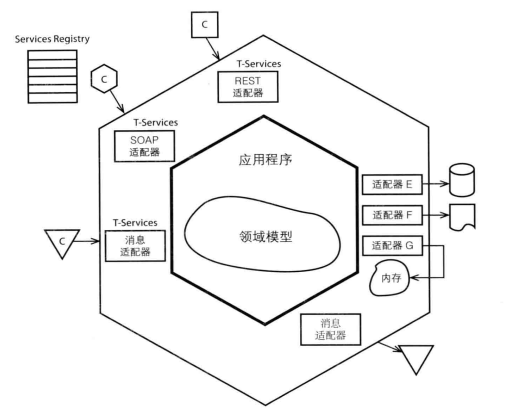 C
Services Registry
T-Services
REST
适配器
C
T-Services
SOAP
适配器
应用程序
适配器 E
适配器 F
T-Services
消息
适配器
C
领域模型
适配器 G
内存
消息
适配器